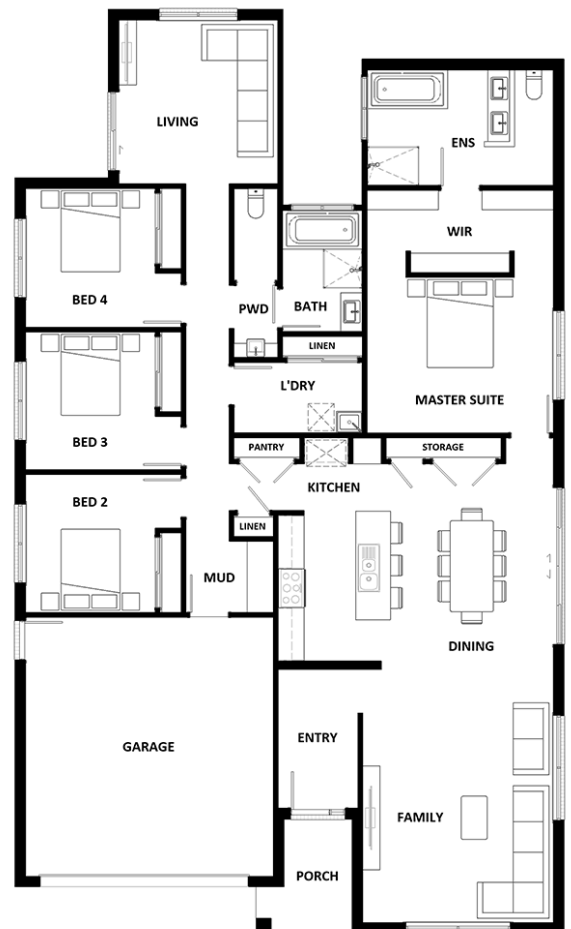 LIVING
ENS
WIR
BED 4
PWD
BATH
LINEN
L'DRY
MASTER SUITE
BED 3
PANTRY
STORAGE
KITCHEN
BED 2
LINEN
MUD
DINING
GARAGE
ENTRY
FAMILY
PORCH